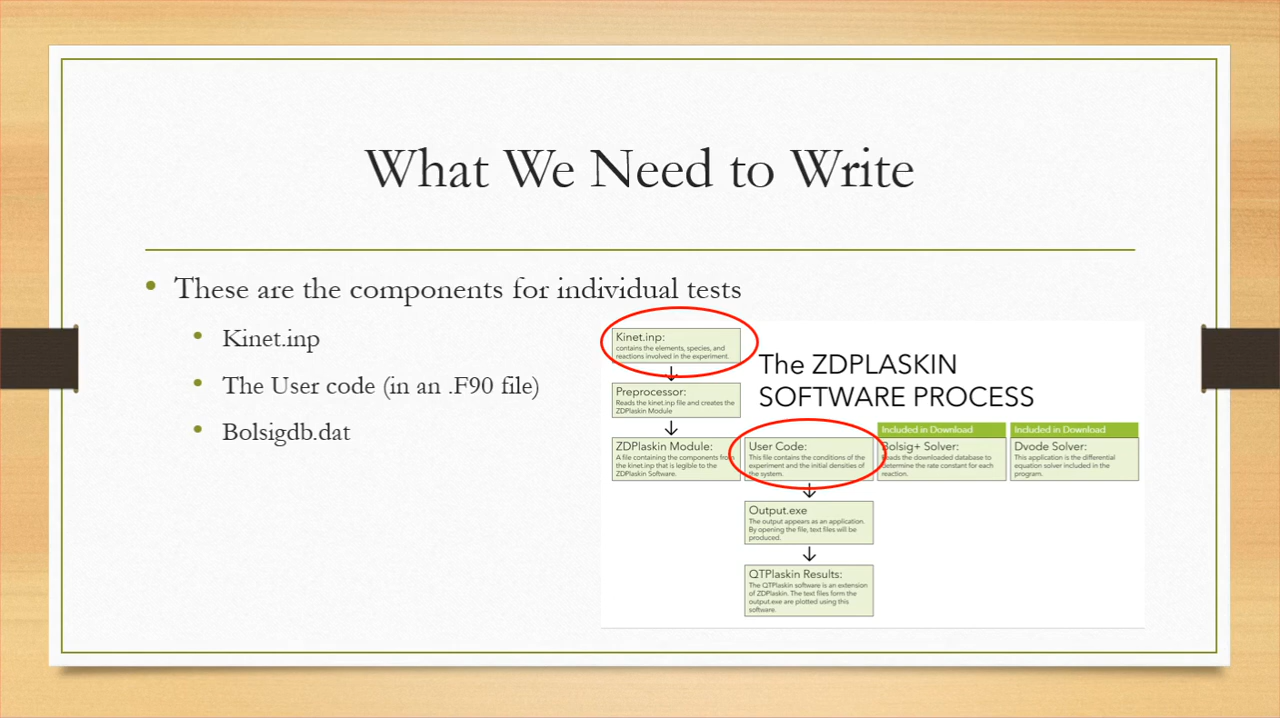 What We Need to Write
These are the components for individual tests
Kinet.inp
The User code (in an .F90 file)
Bolsigdb.dat
The ZDPLASKIN
SOFTWARE PROCESS
Kinet.inp:
contains the elements, species, and
reactions involved in the experiment.
Preprocessor:
Reads the kinet.inp file and creates the
ZDPlaskin Module
ZDPlaskin Module:
A file containing the components from
the kinet.inp that is legible to the
ZDPlaskin Software.
User Code:
This file contains the conditions of the
experiment and the initial densities of
the system.
Included in Download
Bolsig+ Solver:
Reads the downloaded database to
determine the rate constant for each
reaction.
Included in Download
Dvode Solver:
This application is the differential
equation solver included in the
program.
Output.exe
The output appears as an application.
By opening the file, text files will be
produced.
QTPlaskin Results:
The QTPlaskin software is an extension
of ZDPlaskin. The text files form the
output.exe are plotted using this
software.